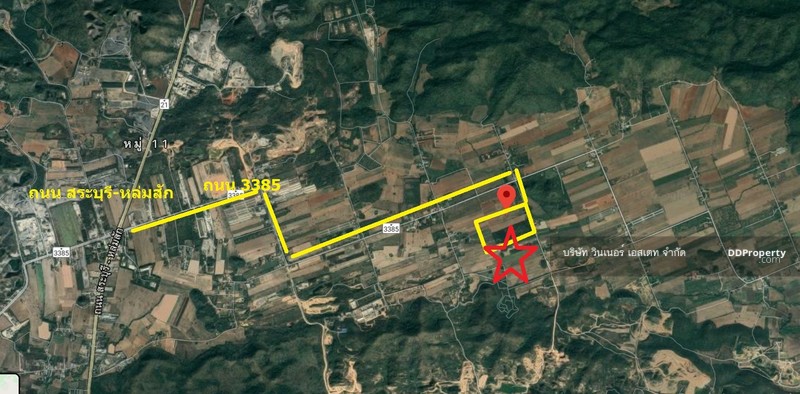 21
หมู่ 11
ถนน สระบุรี-หล่มสัก
ถนน 3385
3385
ถนน สระบุรี-หล่มสัก
3385
บริษัท วินเนอร์ เอสเตท จำกัด
DDProperty
.com